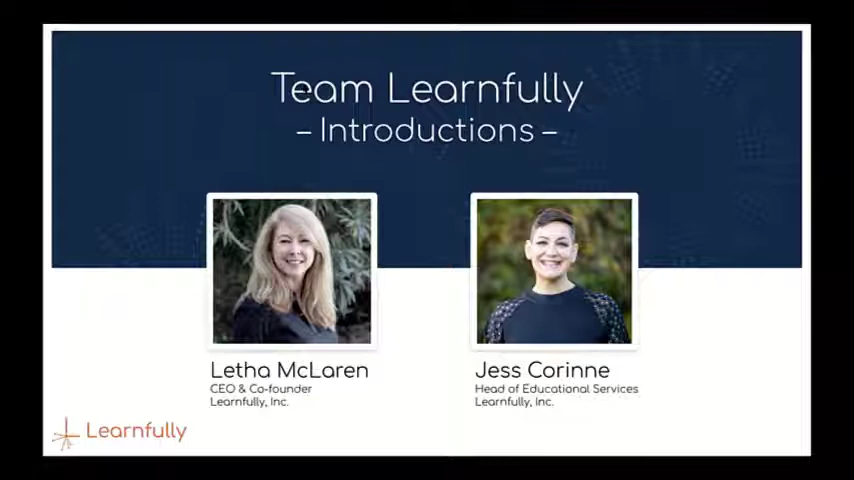 Team Learnfully
– Introductions –
Letha McLaren
CEO & Co-founder
Learnfully, Inc.
Jess Corinne
Head of Educational Services
Learnfully, Inc.
Learnfully